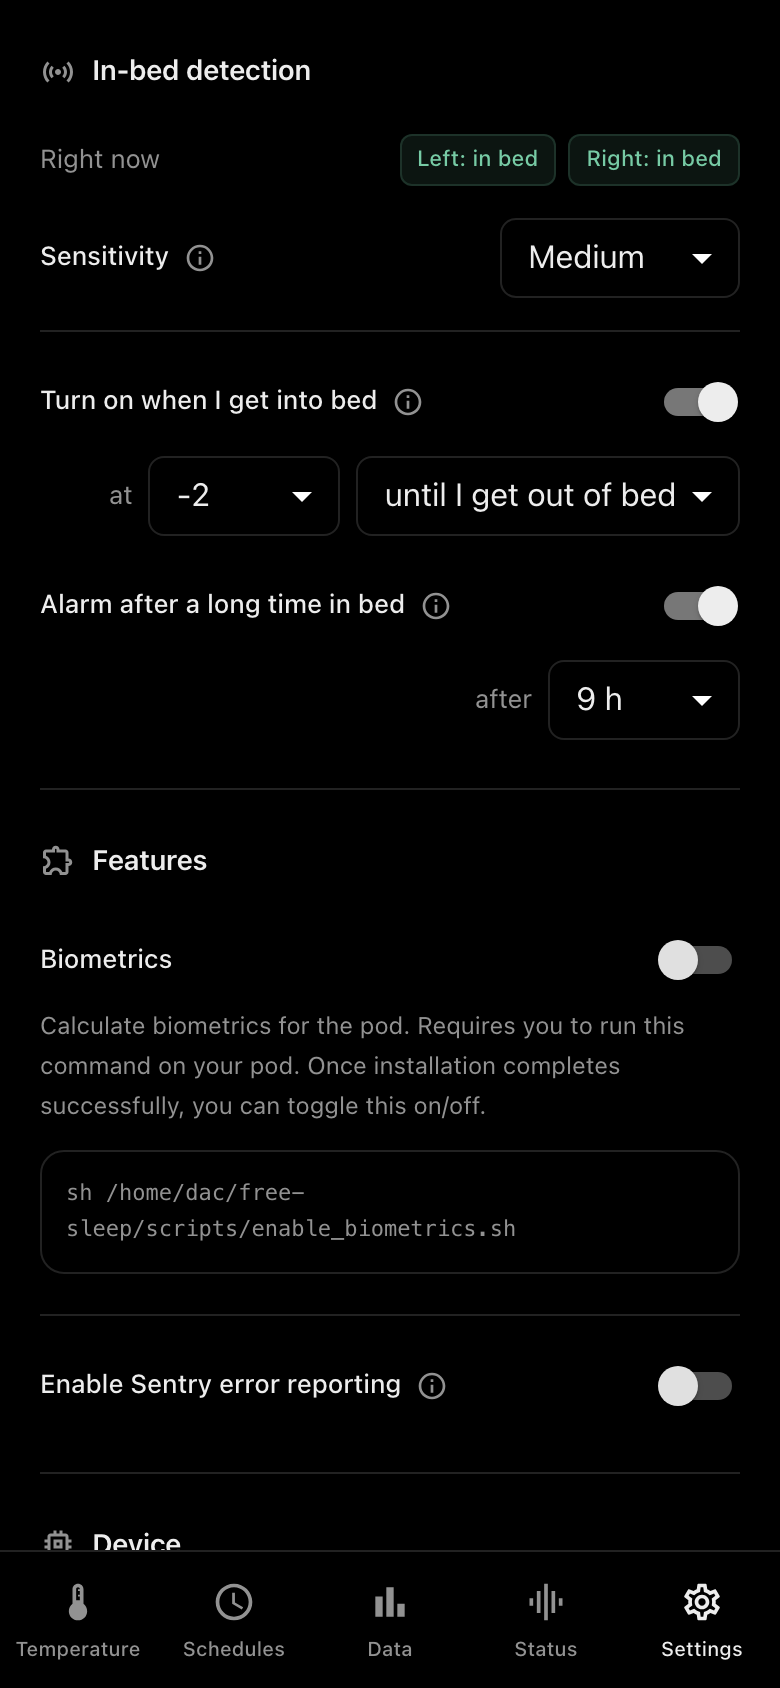 In-bed detection
Right now
Left: in bed
Right: in bed
Sensitivity
Medium
Turn on when I get into bed
at
-2
until I get out of bed
Alarm after a long time in bed
after
9 h
Features
Biometrics
Calculate biometrics for the pod. Requires you to run this
command on your pod. Once installation completes
successfully, you can toggle this on/off.
sh /home/dac/free-
sleep/scripts/enable_biometrics.sh
Enable Sentry error reporting
Device
Temperature
Schedules
Data
Status
Settings